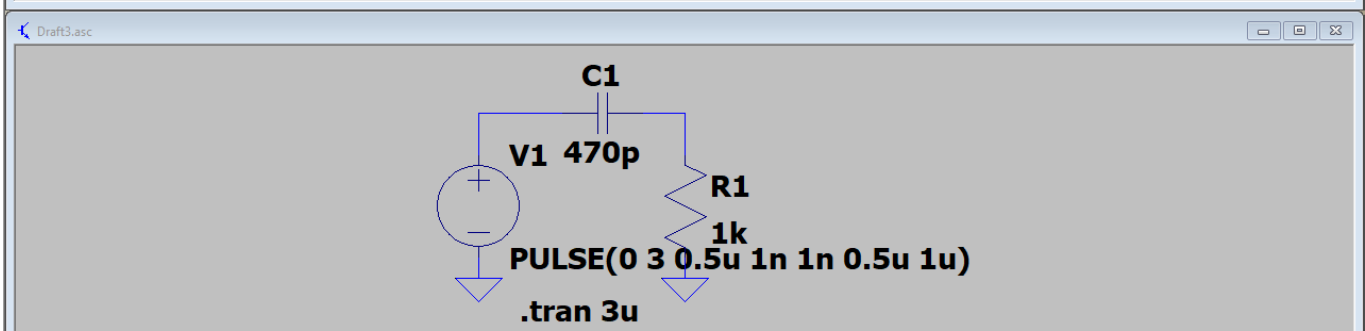 Draft3.asc
C1
V1 470p
R1
1k
PULSE(0 3 0.5u 1n 1n 0.5u 1u)
.tran 3u